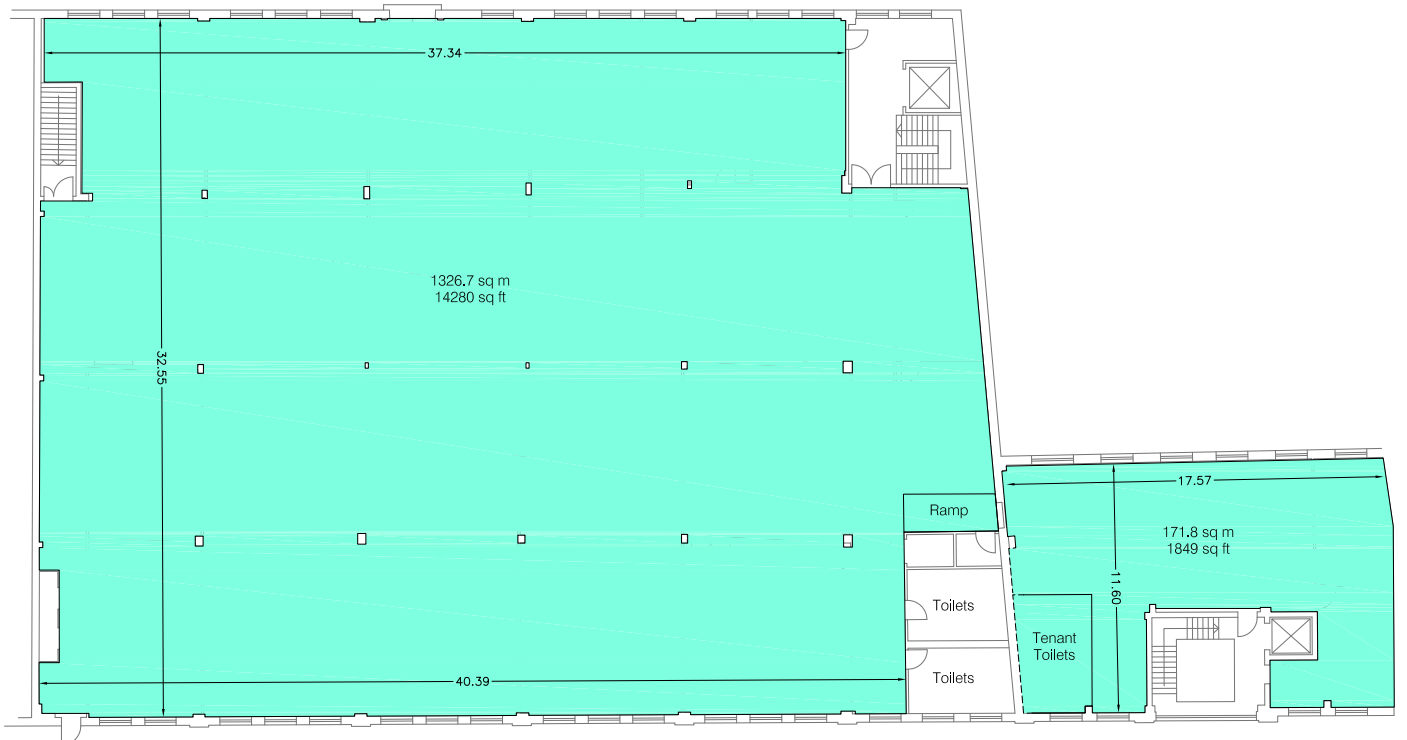 37.34
1326.7 sq m
14280 sq ft
32.55
17.57
Ramp
171.8 sq m
1849 sq ft
11.60
Toilets
Tenant
Toilets
Toilets
40.39